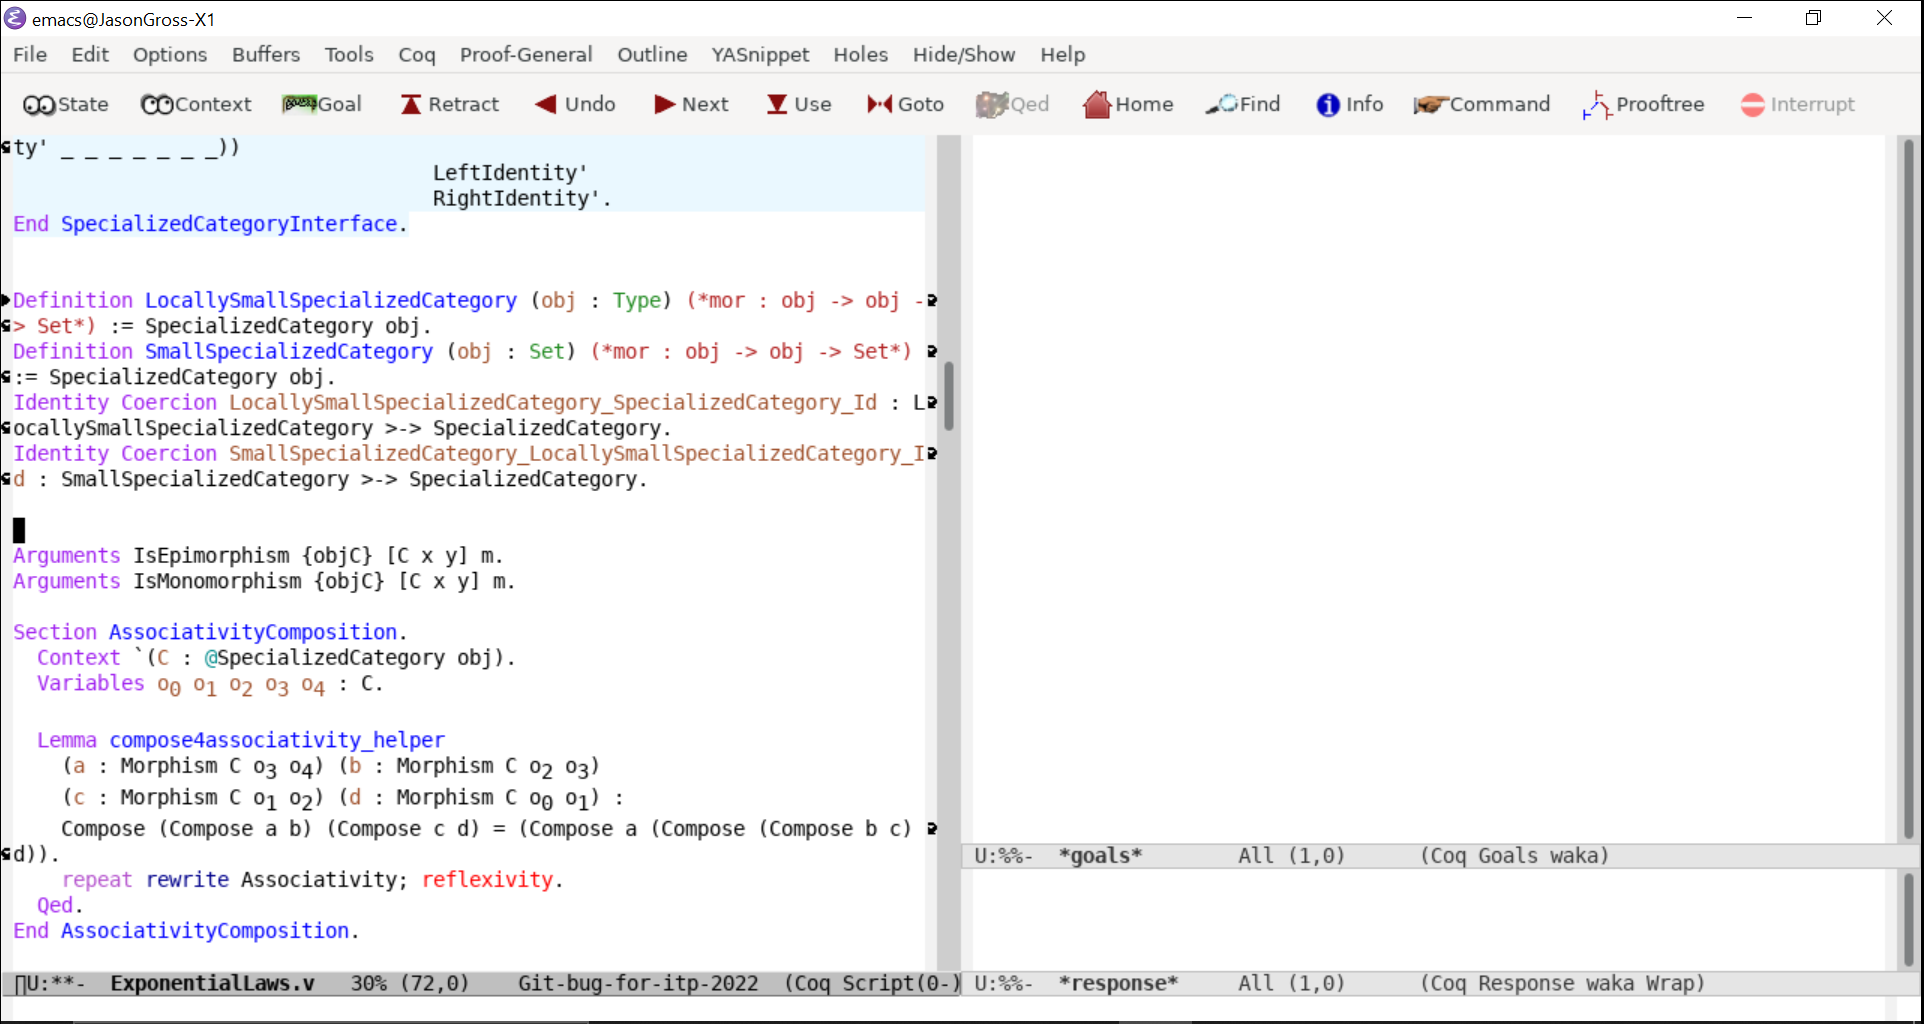 emacs@JasonGross-X1
File Edit Options Buffers Tools Coq Proof-General Outline YASnippet Holes Hide/Show Help
State Context Goal Retract Undo Next Use Goto Qed Home Find Info Command Prooftree Interrupt
ty' _ _ _ _ _ _ _))
LeftIdentity'
RightIdentity'.
End SpecializedCategoryInterface.
Definition LocallySmallSpecializedCategory (obj : Type) (*mor : obj -> obj -
> Set*) := SpecializedCategory obj.
Definition SmallSpecializedCategory (obj : Set) (*mor : obj -> obj -> Set*)
:= SpecializedCategory obj.
Identity Coercion LocallySmallSpecializedCategory_SpecializedCategory_Id : L
ocallySmallSpecializedCategory >-> SpecializedCategory.
Identity Coercion SmallSpecializedCategory_LocallySmallSpecializedCategory_I
d : SmallSpecializedCategory >-> SpecializedCategory.
Arguments IsEpimorphism {objC} [C x y] m.
Arguments IsMonomorphism {objC} [C x y] m.
Section AssociativityComposition.
Context `(C : @SpecializedCategory obj).
Variables o₀ o₁ o₂ o₃ o₄ : C.
Lemma compose4associativity_helper
(a : Morphism C o₃ o₄) (b : Morphism C o₂ o₃)
(c : Morphism C o₁ o₂) (d : Morphism C o₀ o₁) :
Compose (Compose a b) (Compose c d) = (Compose a (Compose (Compose b c)
d)).
repeat rewrite Associativity; reflexivity.
Qed.
End AssociativityComposition.
U:**- ExponentialLaws.v 30% (72,0) Git-bug-for-itp-2022 (Coq Script(0-)
U:%%- *goals* All (1,0) (Coq Goals waka)
U:%%- *response* All (1,0) (Coq Response waka Wrap)